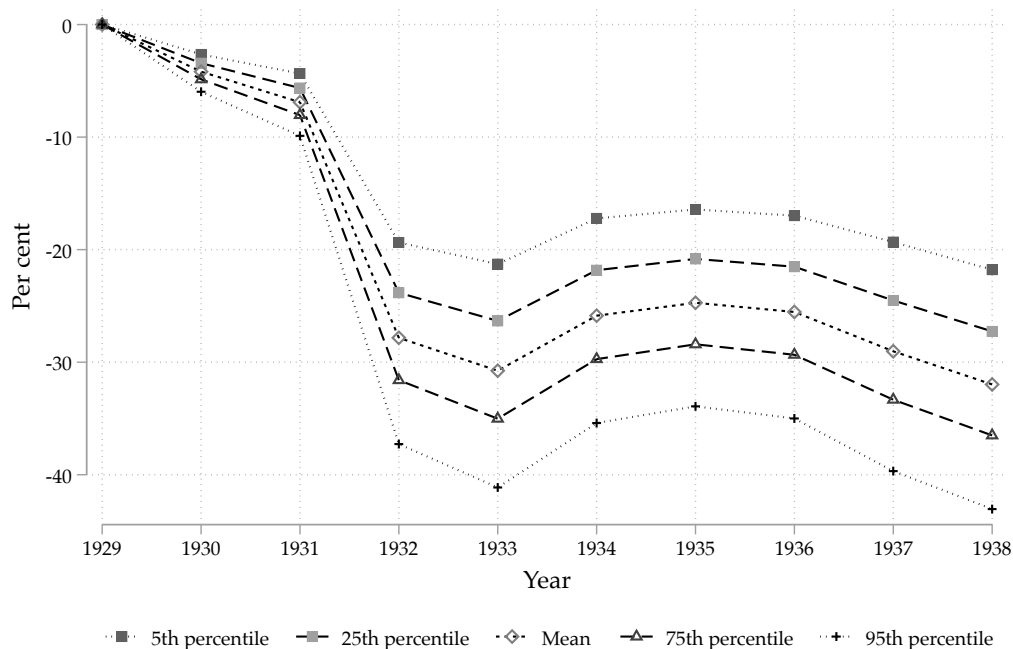 0
-10
-20
-30
-40
Per cent
1929 1930 1931 1932 1933 1934 1935 1936 1937 1938
Year
5th percentile 25th percentile Mean 75th percentile 95th percentile